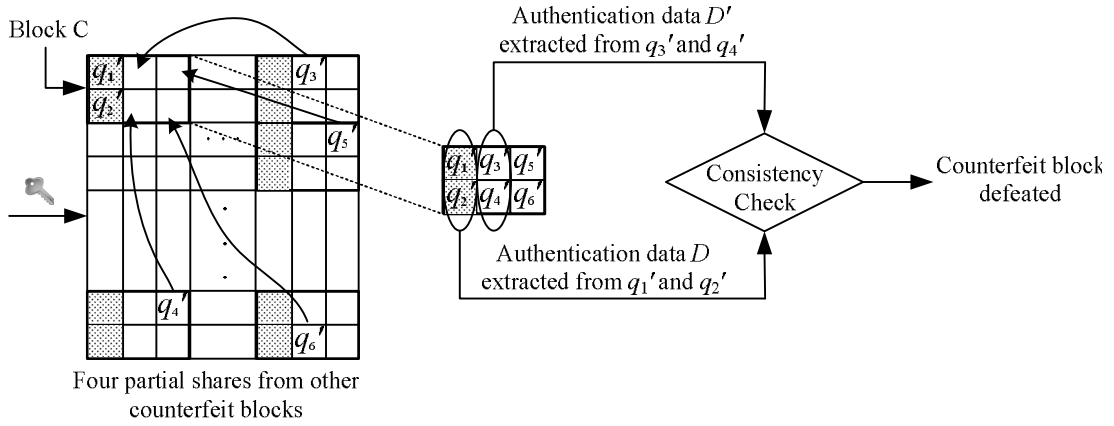 Authentication data D′
extracted from q₃′ and q₄′
Block C
q₁′
q₃′
q₂′
q₅′
. . .
q₁′ q₃′ q₅′
q₂′ q₄′ q₆′
Consistency
Check
Counterfeit block
defeated
Authentication data D
extracted from q₁′ and q₂′
q₄′
q₆′
Four partial shares from other
counterfeit blocks